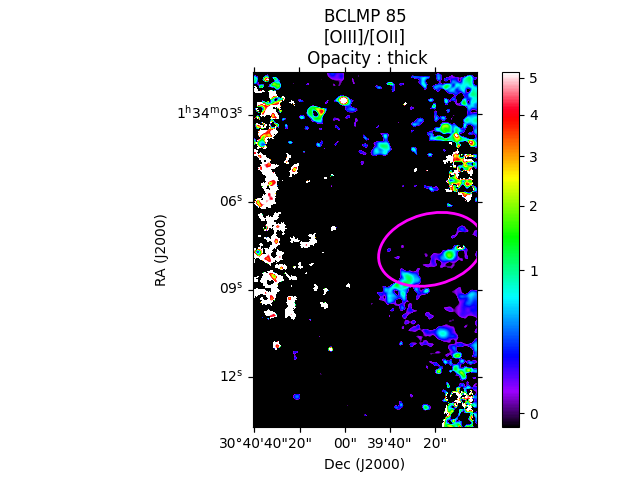 BCLMP 85
[OIII]/[OII]
Opacity : thick
1h34m03s
06s
09s
12s
30°40'40"20" 00" 39'40" 20"
RA (J2000)
Dec (J2000)
5
4
3
2
1
0